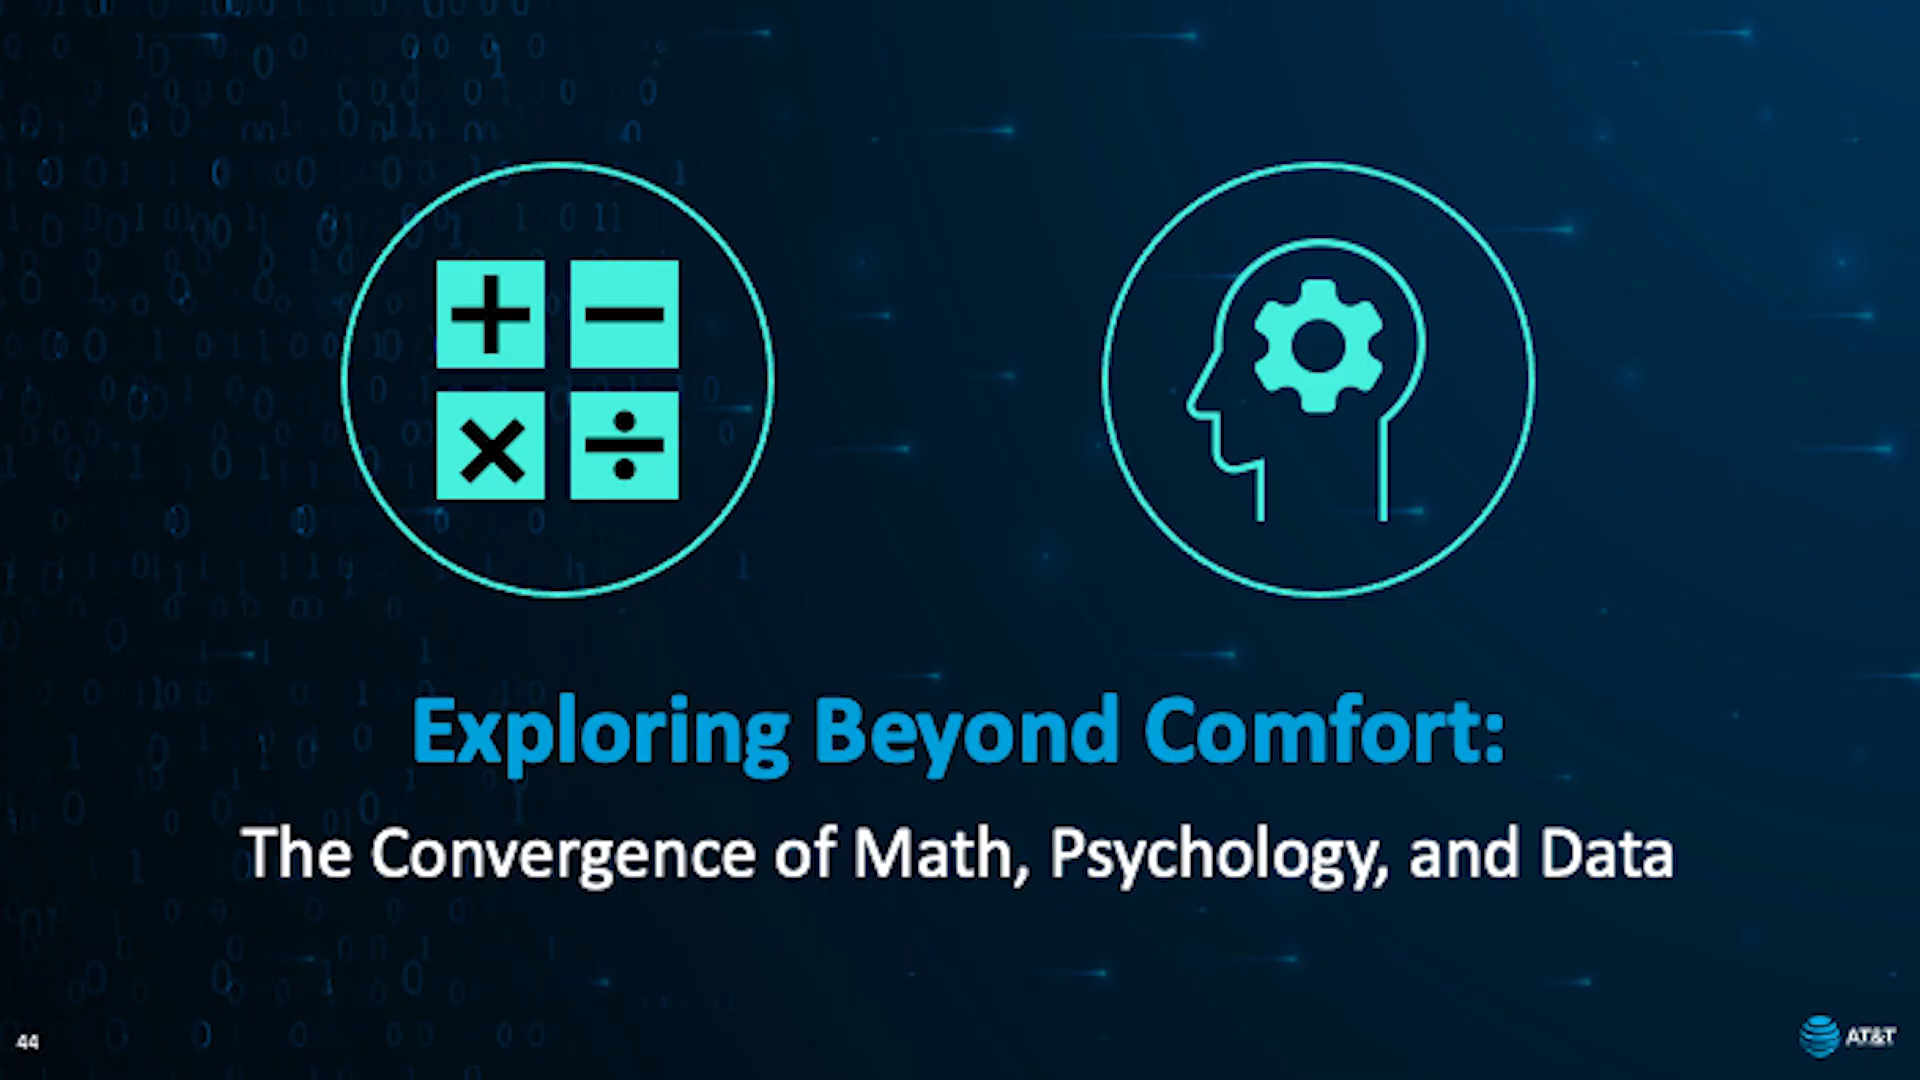 Exploring Beyond Comfort:
The Convergence of Math, Psychology, and Data
44
AT&T